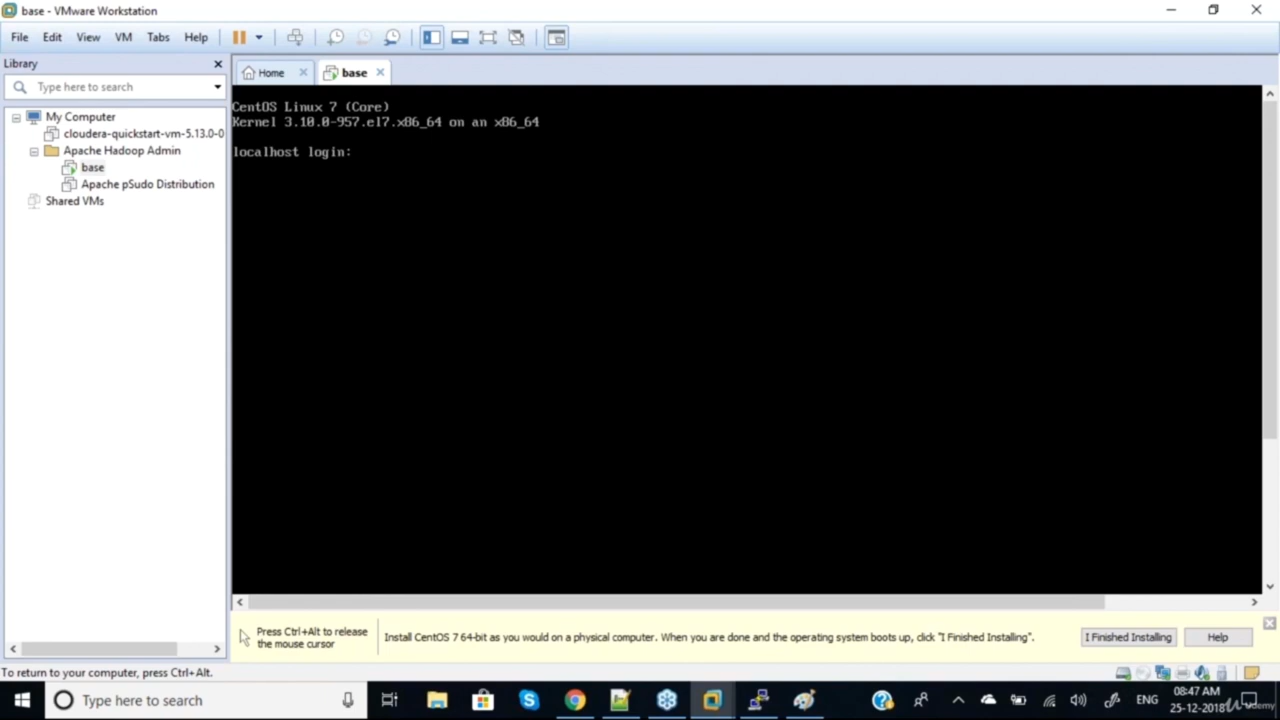 base - VMware Workstation
File Edit View VM Tabs Help
Library
Type here to search
Home
base
My Computer
cloudera-quickstart-vm-5.13.0-0
Apache Hadoop Admin
base
Apache pSudo Distribution
Shared VMs
CentOS Linux 7 (Core)
Kernel 3.10.0-957.el7.x86_64 on an x86_64
localhost login:
Press Ctrl+Alt to release
the mouse cursor
Install CentOS 7 64-bit as you would on a physical computer. When you are done and the operating system boots up, click "I Finished Installing".
I Finished Installing
Help
To return to your computer, press Ctrl+Alt.
Type here to search
ENG
08:47 AM
25-12-2018
Udemy